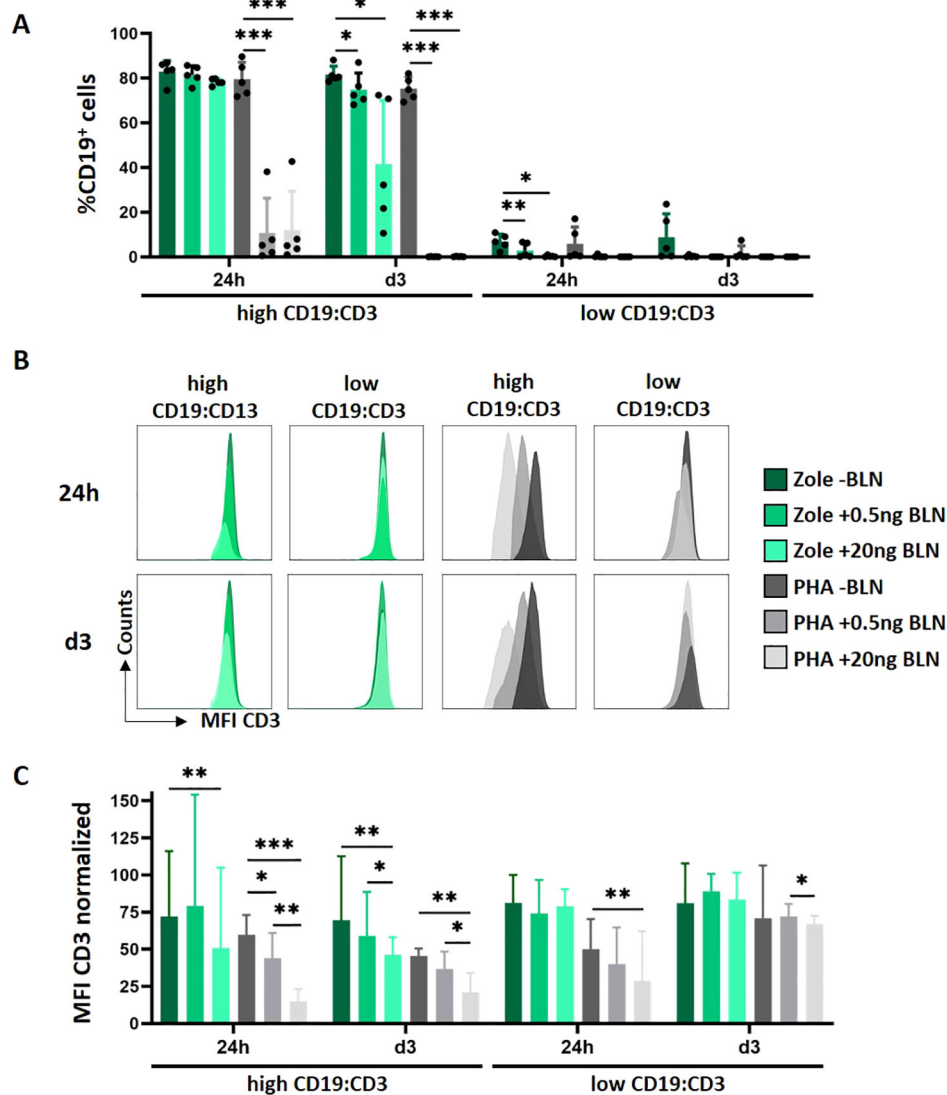 A
%CD19+ cells
100
80
60
40
20
0
*** ***
* * *** ***
* **
24h d3 24h d3
high CD19:CD3 low CD19:CD3
B
high CD19:CD13
low CD19:CD3
high CD19:CD3
low CD19:CD3
24h
d3
Counts
MFI CD3
Zole -BLN
Zole +0.5ng BLN
Zole +20ng BLN
PHA -BLN
PHA +0.5ng BLN
PHA +20ng BLN
C
MFI CD3 normalized
150
125
100
75
50
25
0
** *** * **
** * ** *
**
*
24h d3 24h d3
high CD19:CD3 low CD19:CD3